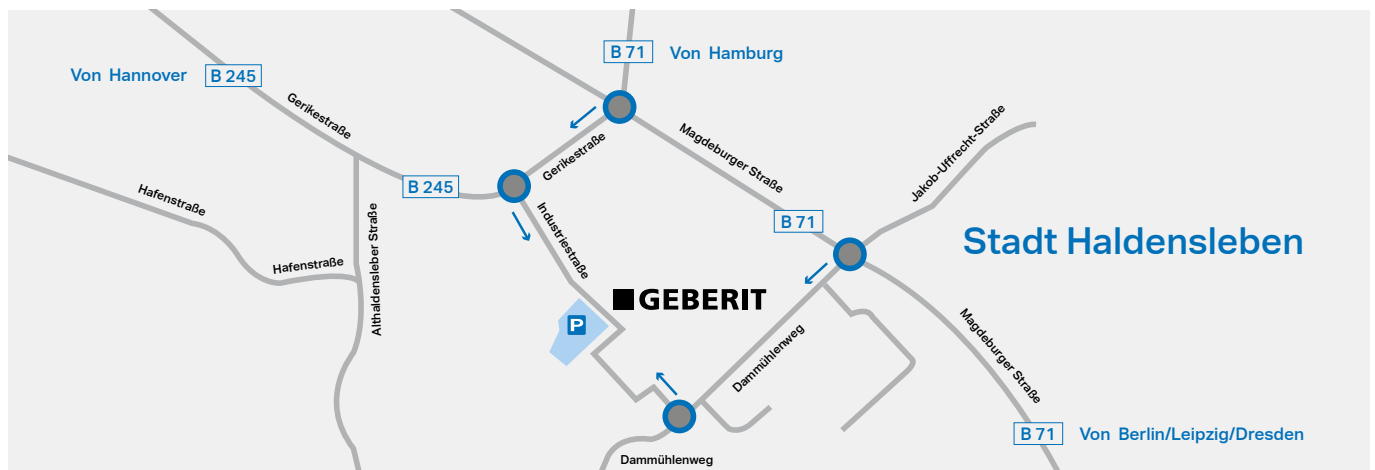 B 71 Von Hamburg
Von Hannover B 245
Gerikestraße
Magdeburger Straße
Gerikestraße
Jakob-Uffrecht-Straße
B 245
Hafenstraße
Industriestraße
B 71
Althaldensleber Straße
Stadt Haldensleben
Hafenstraße
GEBERIT
P
Dammühlenweg
Magdeburger Straße
B 71 Von Berlin/Leipzig/Dresden
Dammühlenweg